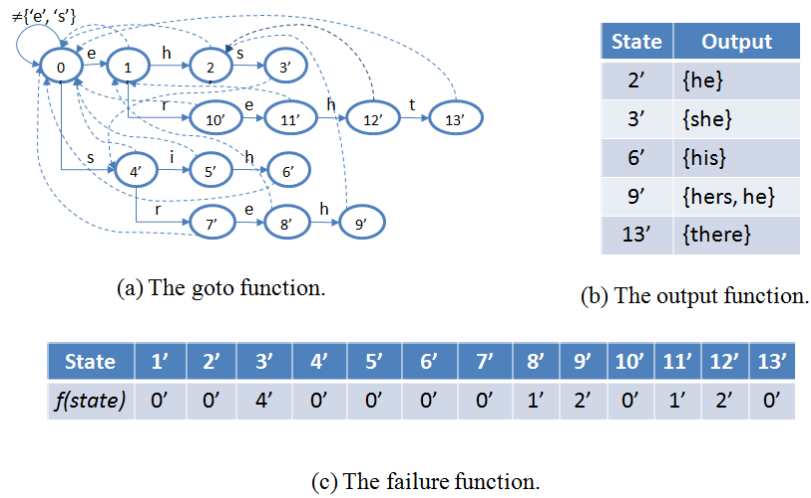 ≠{'e', 's'}
0 e 1 h 2' s 3'
r 10' e 11' h 12' t 13'
s 4' i 5' h 6'
r 7' e 8' h 9'
(a) The goto function.
State Output
2' {he}
3' {she}
6' {his}
9' {hers, he}
13' {there}
(b) The output function.
State 1' 2' 3' 4' 5' 6' 7' 8' 9' 10' 11' 12' 13'
f(state) 0' 0' 4' 0' 0' 0' 0' 1' 2' 0' 1' 2' 0'
(c) The failure function.